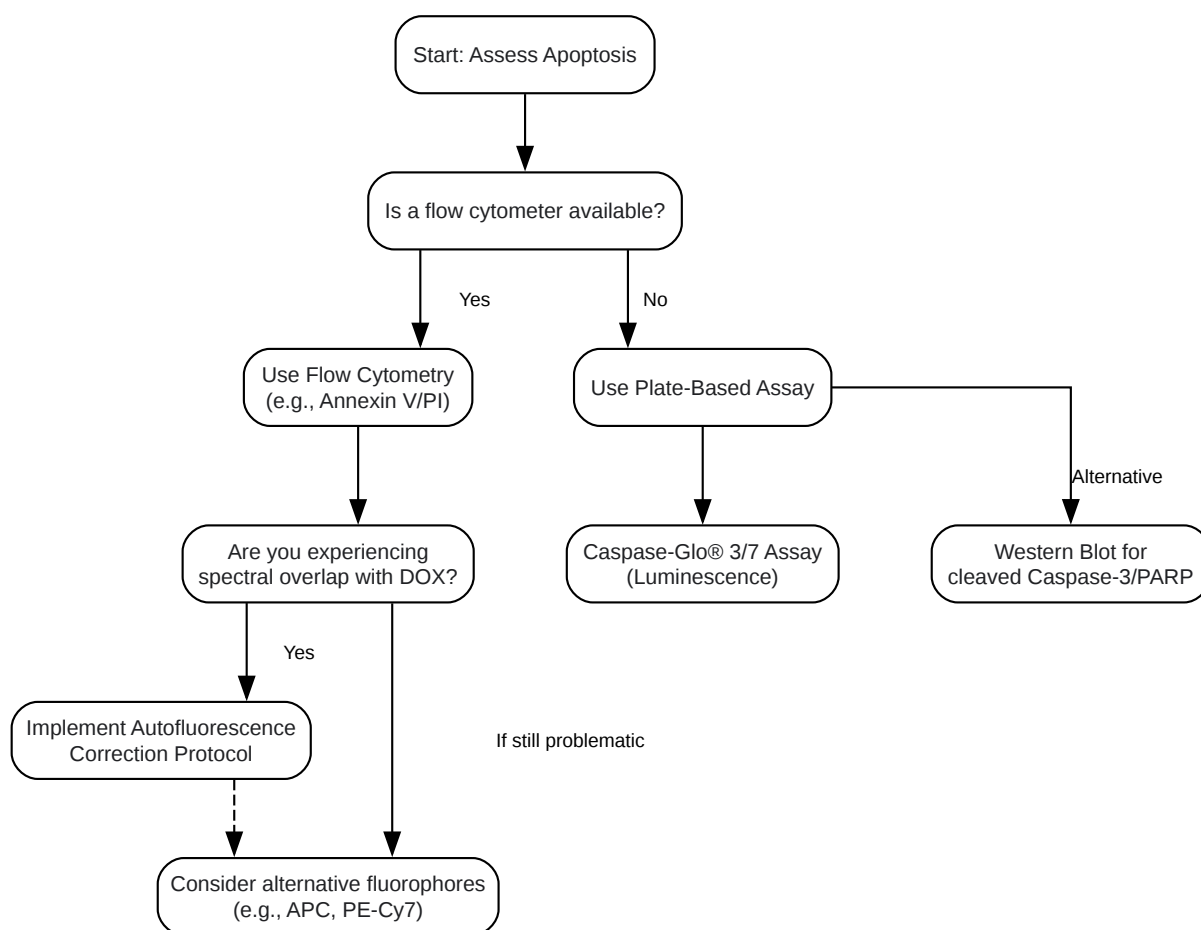 Start: Assess Apoptosis
Is a flow cytometer available?
Yes
No
Use Flow Cytometry
(e.g., Annexin V/PI)
Use Plate-Based Assay
Alternative
Are you experiencing
spectral overlap with DOX?
Caspase-Glo® 3/7 Assay
(Luminescence)
Western Blot for
cleaved Caspase-3/PARP
Yes
Implement Autofluorescence
Correction Protocol
If still problematic
Consider alternative fluorophores
(e.g., APC, PE-Cy7)